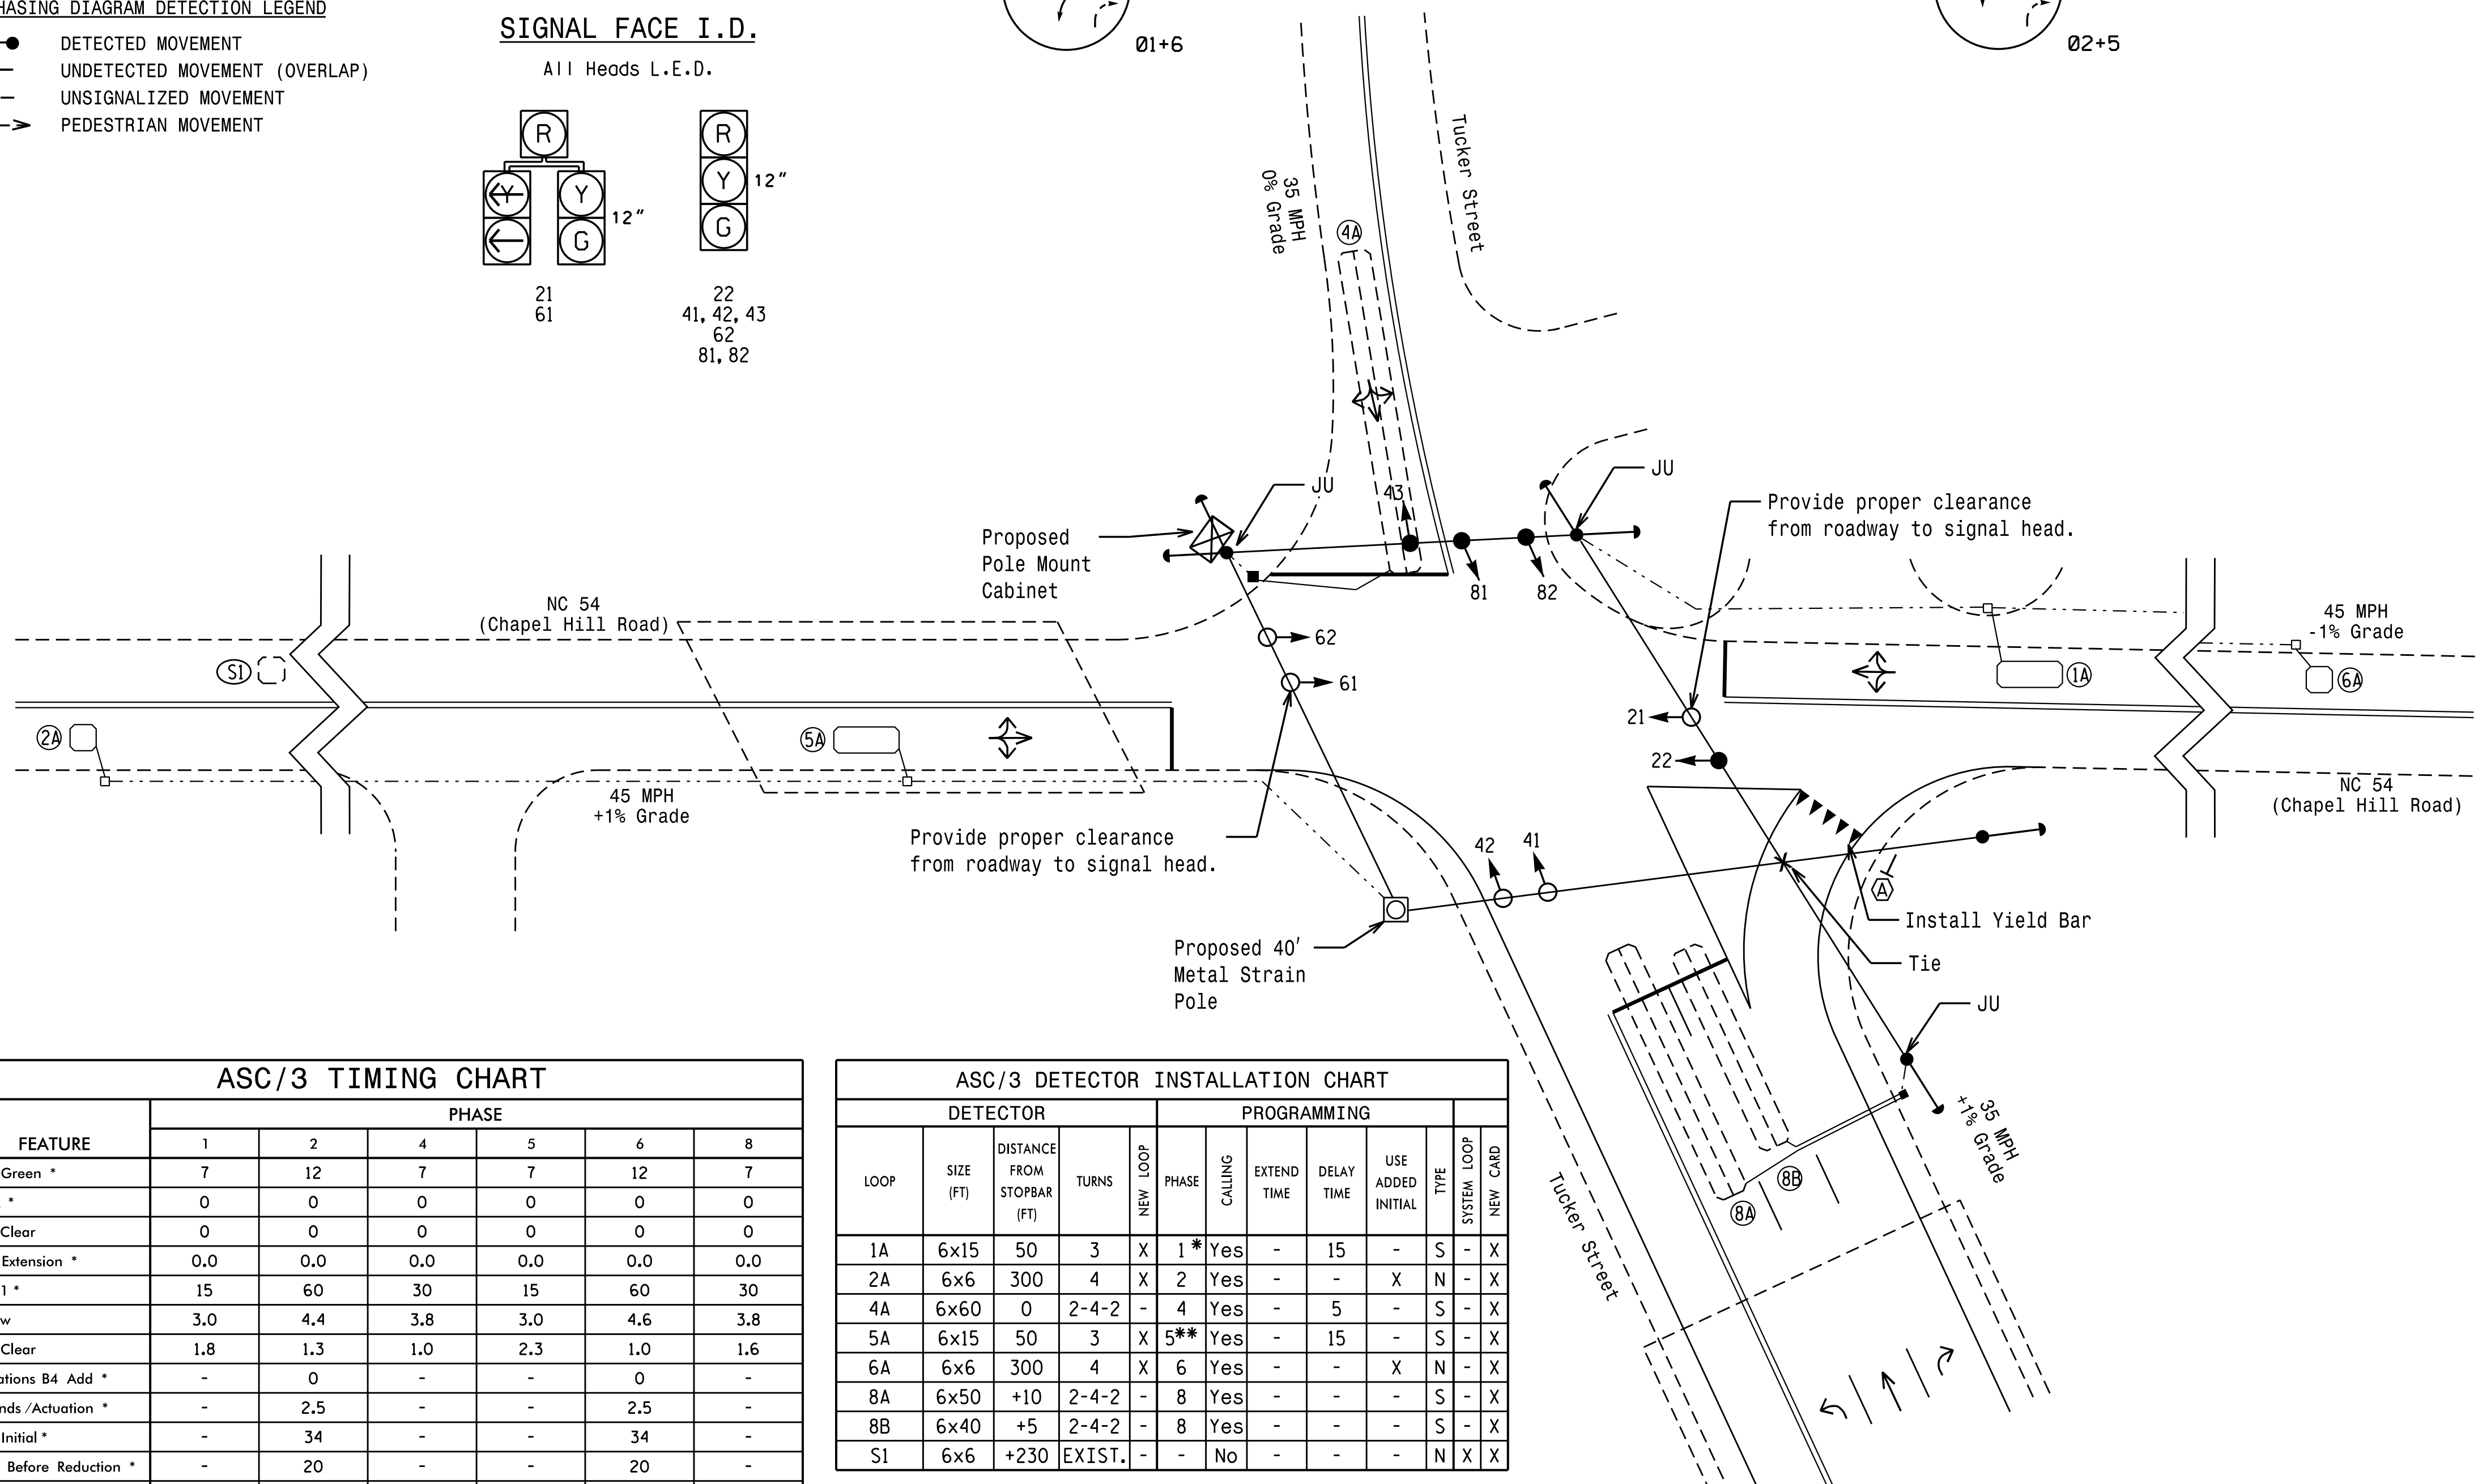 PHASING DIAGRAM DETECTION LEGEND
DETECTED MOVEMENT
UNDETECTED MOVEMENT (OVERLAP)
UNSIGNALIZED MOVEMENT
PEDESTRIAN MOVEMENT
SIGNAL FACE I.D.
All Heads L.E.D.
R
Y Y
G
12"
R
Y
G
12"
21
61
22
41, 42, 43
62
81, 82
Ø1+6
Ø2+5
Tucker Street
35 MPH
0% Grade
4A
43
JU
JU
81
82
Proposed
Pole Mount
Cabinet
Provide proper clearance
from roadway to signal head.
NC 54
(Chapel Hill Road)
S1
62
61
2A
5A
45 MPH
+1% Grade
45 MPH
-1% Grade
1A
6A
21
22
NC 54
(Chapel Hill Road)
Provide proper clearance
from roadway to signal head.
42
41
A
Install Yield Bar
Tie
Proposed 40'
Metal Strain
Pole
JU
35 MPH
+1% Grade
8B
8A
Tucker Street
ASC/3 TIMING CHART
PHASE
FEATURE 1 2 4 5 6 8
Green * 7 12 7 7 12 7
* 0 0 0 0 0 0
Clear 0 0 0 0 0 0
Extension * 0.0 0.0 0.0 0.0 0.0 0.0
1 * 15 60 30 15 60 30
w 3.0 4.4 3.8 3.0 4.6 3.8
Clear 1.8 1.3 1.0 2.3 1.0 1.6
ations B4 Add * - 0 - - 0 -
nds /Actuation * - 2.5 - - 2.5 -
Initial * - 34 - - 34 -
Before Reduction * - 20 - - 20 -
ASC/3 DETECTOR INSTALLATION CHART
DETECTOR PROGRAMMING
LOOP
SIZE
(FT)
DISTANCE
FROM
STOPBAR
(FT)
TURNS
NEW LOOP
PHASE
CALLING
EXTEND
TIME
DELAY
TIME
USE
ADDED
INITIAL
TYPE
SYSTEM LOOP
NEW CARD
1A 6x15 50 3 X 1 * Yes - 15 - S - X
2A 6x6 300 4 X 2 Yes - - X N - X
4A 6x60 0 2-4-2 - 4 Yes - 5 - S - X
5A 6x15 50 3 X 5** Yes - 15 - S - X
6A 6x6 300 4 X 6 Yes - - X N - X
8A 6x50 +10 2-4-2 - 8 Yes - - - S - X
8B 6x40 +5 2-4-2 - 8 Yes - - - S - X
S1 6x6 +230 EXIST. - - No - - - N X X